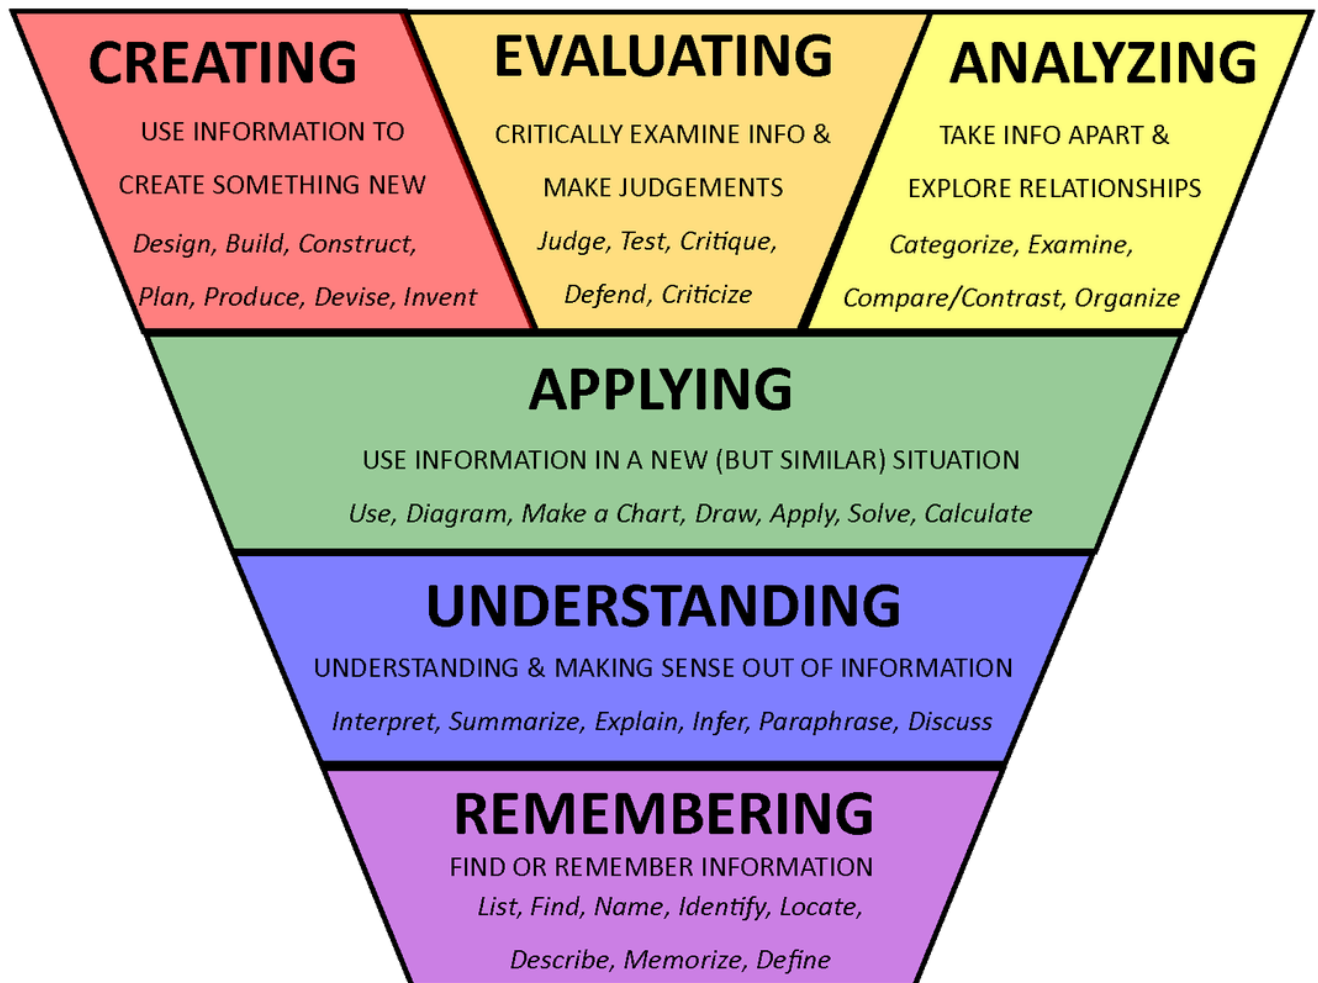 CREATING
USE INFORMATION TO
CREATE SOMETHING NEW
Design, Build, Construct,
Plan, Produce, Devise, Invent
EVALUATING
CRITICALLY EXAMINE INFO &
MAKE JUDGEMENTS
Judge, Test, Critique,
Defend, Criticize
ANALYZING
TAKE INFO APART &
EXPLORE RELATIONSHIPS
Categorize, Examine,
Compare/Contrast, Organize
APPLYING
USE INFORMATION IN A NEW (BUT SIMILAR) SITUATION
Use, Diagram, Make a Chart, Draw, Apply, Solve, Calculate
UNDERSTANDING
UNDERSTANDING & MAKING SENSE OUT OF INFORMATION
Interpret, Summarize, Explain, Infer, Paraphrase, Discuss
REMEMBERING
FIND OR REMEMBER INFORMATION
List, Find, Name, Identify, Locate,
Describe, Memorize, Define